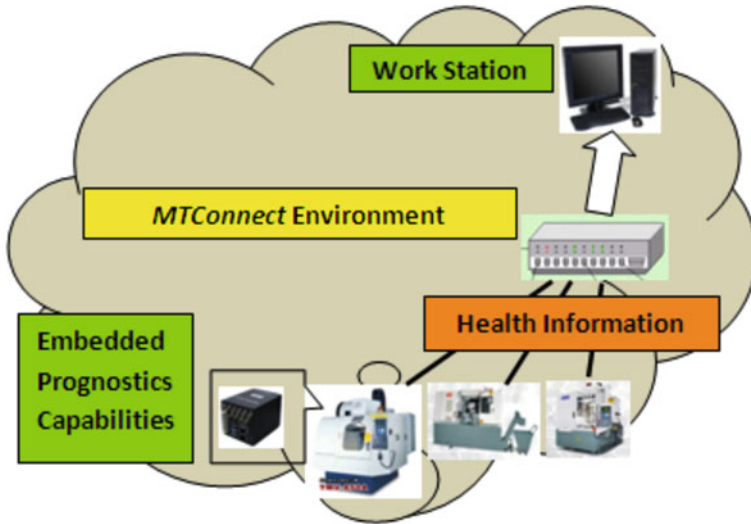 Work Station
MTConnect Environment
Health Information
Embedded
Prognostics
Capabilities